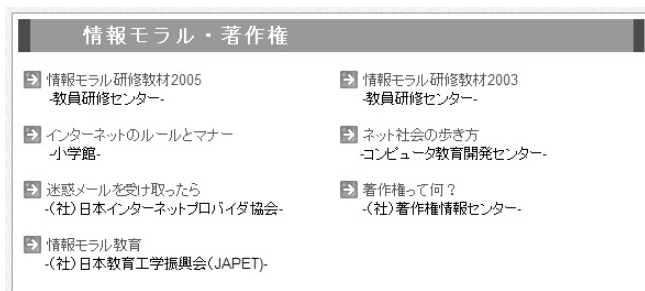 情報モラル・著作権
情報モラル研修教材2005
-教員研修センター-
情報モラル研修教材2003
-教員研修センター-
インターネットのルールとマナー
-小学館-
ネット社会の歩き方
-コンピュータ教育開発センター-
迷惑メールを受け取ったら
-(社)日本インターネットプロバイダ協会-
著作権って何？
-(社)著作権情報センター-
情報モラル教育
-(社)日本教育工学振興会(JAPET)-